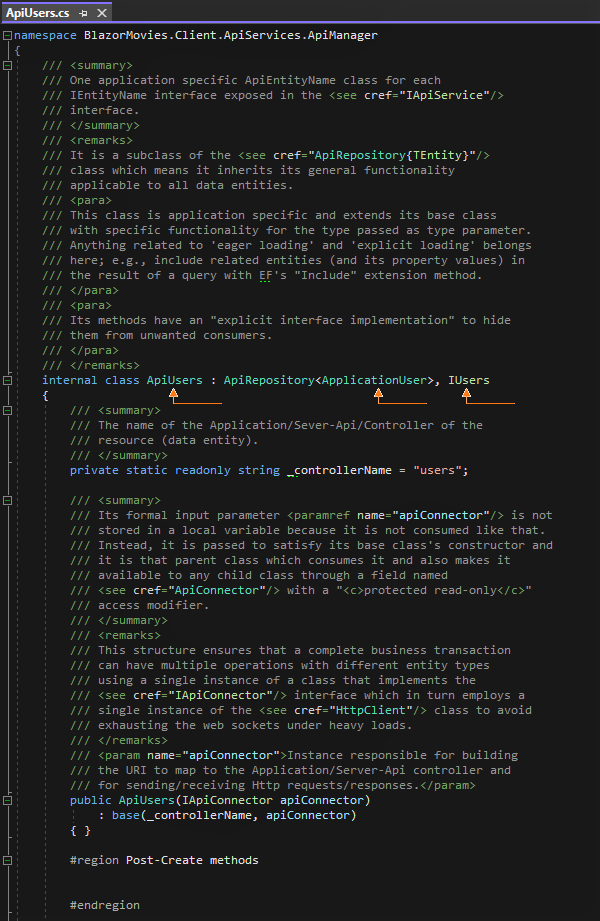 ApiUsers.cs
namespace BlazorMovies.Client.ApiServices.ApiManager
{
/// <summary>
/// One application specific ApiEntityName class for each
/// IEntityName interface exposed in the <see cref="IApiService"/>
/// interface.
/// </summary>
/// <remarks>
/// It is a subclass of the <see cref="ApiRepository{TEntity}"/>
/// class which means it inherits its general functionality
/// applicable to all data entities.
/// <para>
/// This class is application specific and extends its base class
/// with specific functionality for the type passed as type parameter.
/// Anything related to 'eager loading' and 'explicit loading' belongs
/// here; e.g., include related entities (and its property values) in
/// the result of a query with EF's "Include" extension method.
/// </para>
/// <para>
/// Its methods have an "explicit interface implementation" to hide
/// them from unwanted consumers.
/// </para>
/// </remarks>
internal class ApiUsers : ApiRepository<ApplicationUser>, IUsers
{
/// <summary>
/// The name of the Application/Sever-Api/Controller of the
/// resource (data entity).
/// </summary>
private static readonly string _controllerName = "users";
/// <summary>
/// Its formal input parameter <paramref name="apiConnector"/> is not
/// stored in a local variable because it is not consumed like that.
/// Instead, it is passed to satisfy its base class's constructor and
/// it is that parent class which consumes it and also makes it
/// available to any child class through a field named
/// <see cref="ApiConnector"/> with a "<c>protected read-only</c>"
/// access modifier.
/// </summary>
/// <remarks>
/// This structure ensures that a complete business transaction
/// can have multiple operations with different entity types
/// using a single instance of a class that implements the
/// <see cref="IApiConnector"/> interface which in turn employs a
/// single instance of the <see cref="HttpClient"/> class to avoid
/// exhausting the web sockets under heavy loads.
/// </remarks>
/// <param name="apiConnector">Instance responsible for building
/// the URI to map to the Application/Server-Api controller and
/// for sending/receiving Http requests/responses.</param>
public ApiUsers(IApiConnector apiConnector)
: base(_controllerName, apiConnector)
{ }
#region Post-Create methods
#endregion